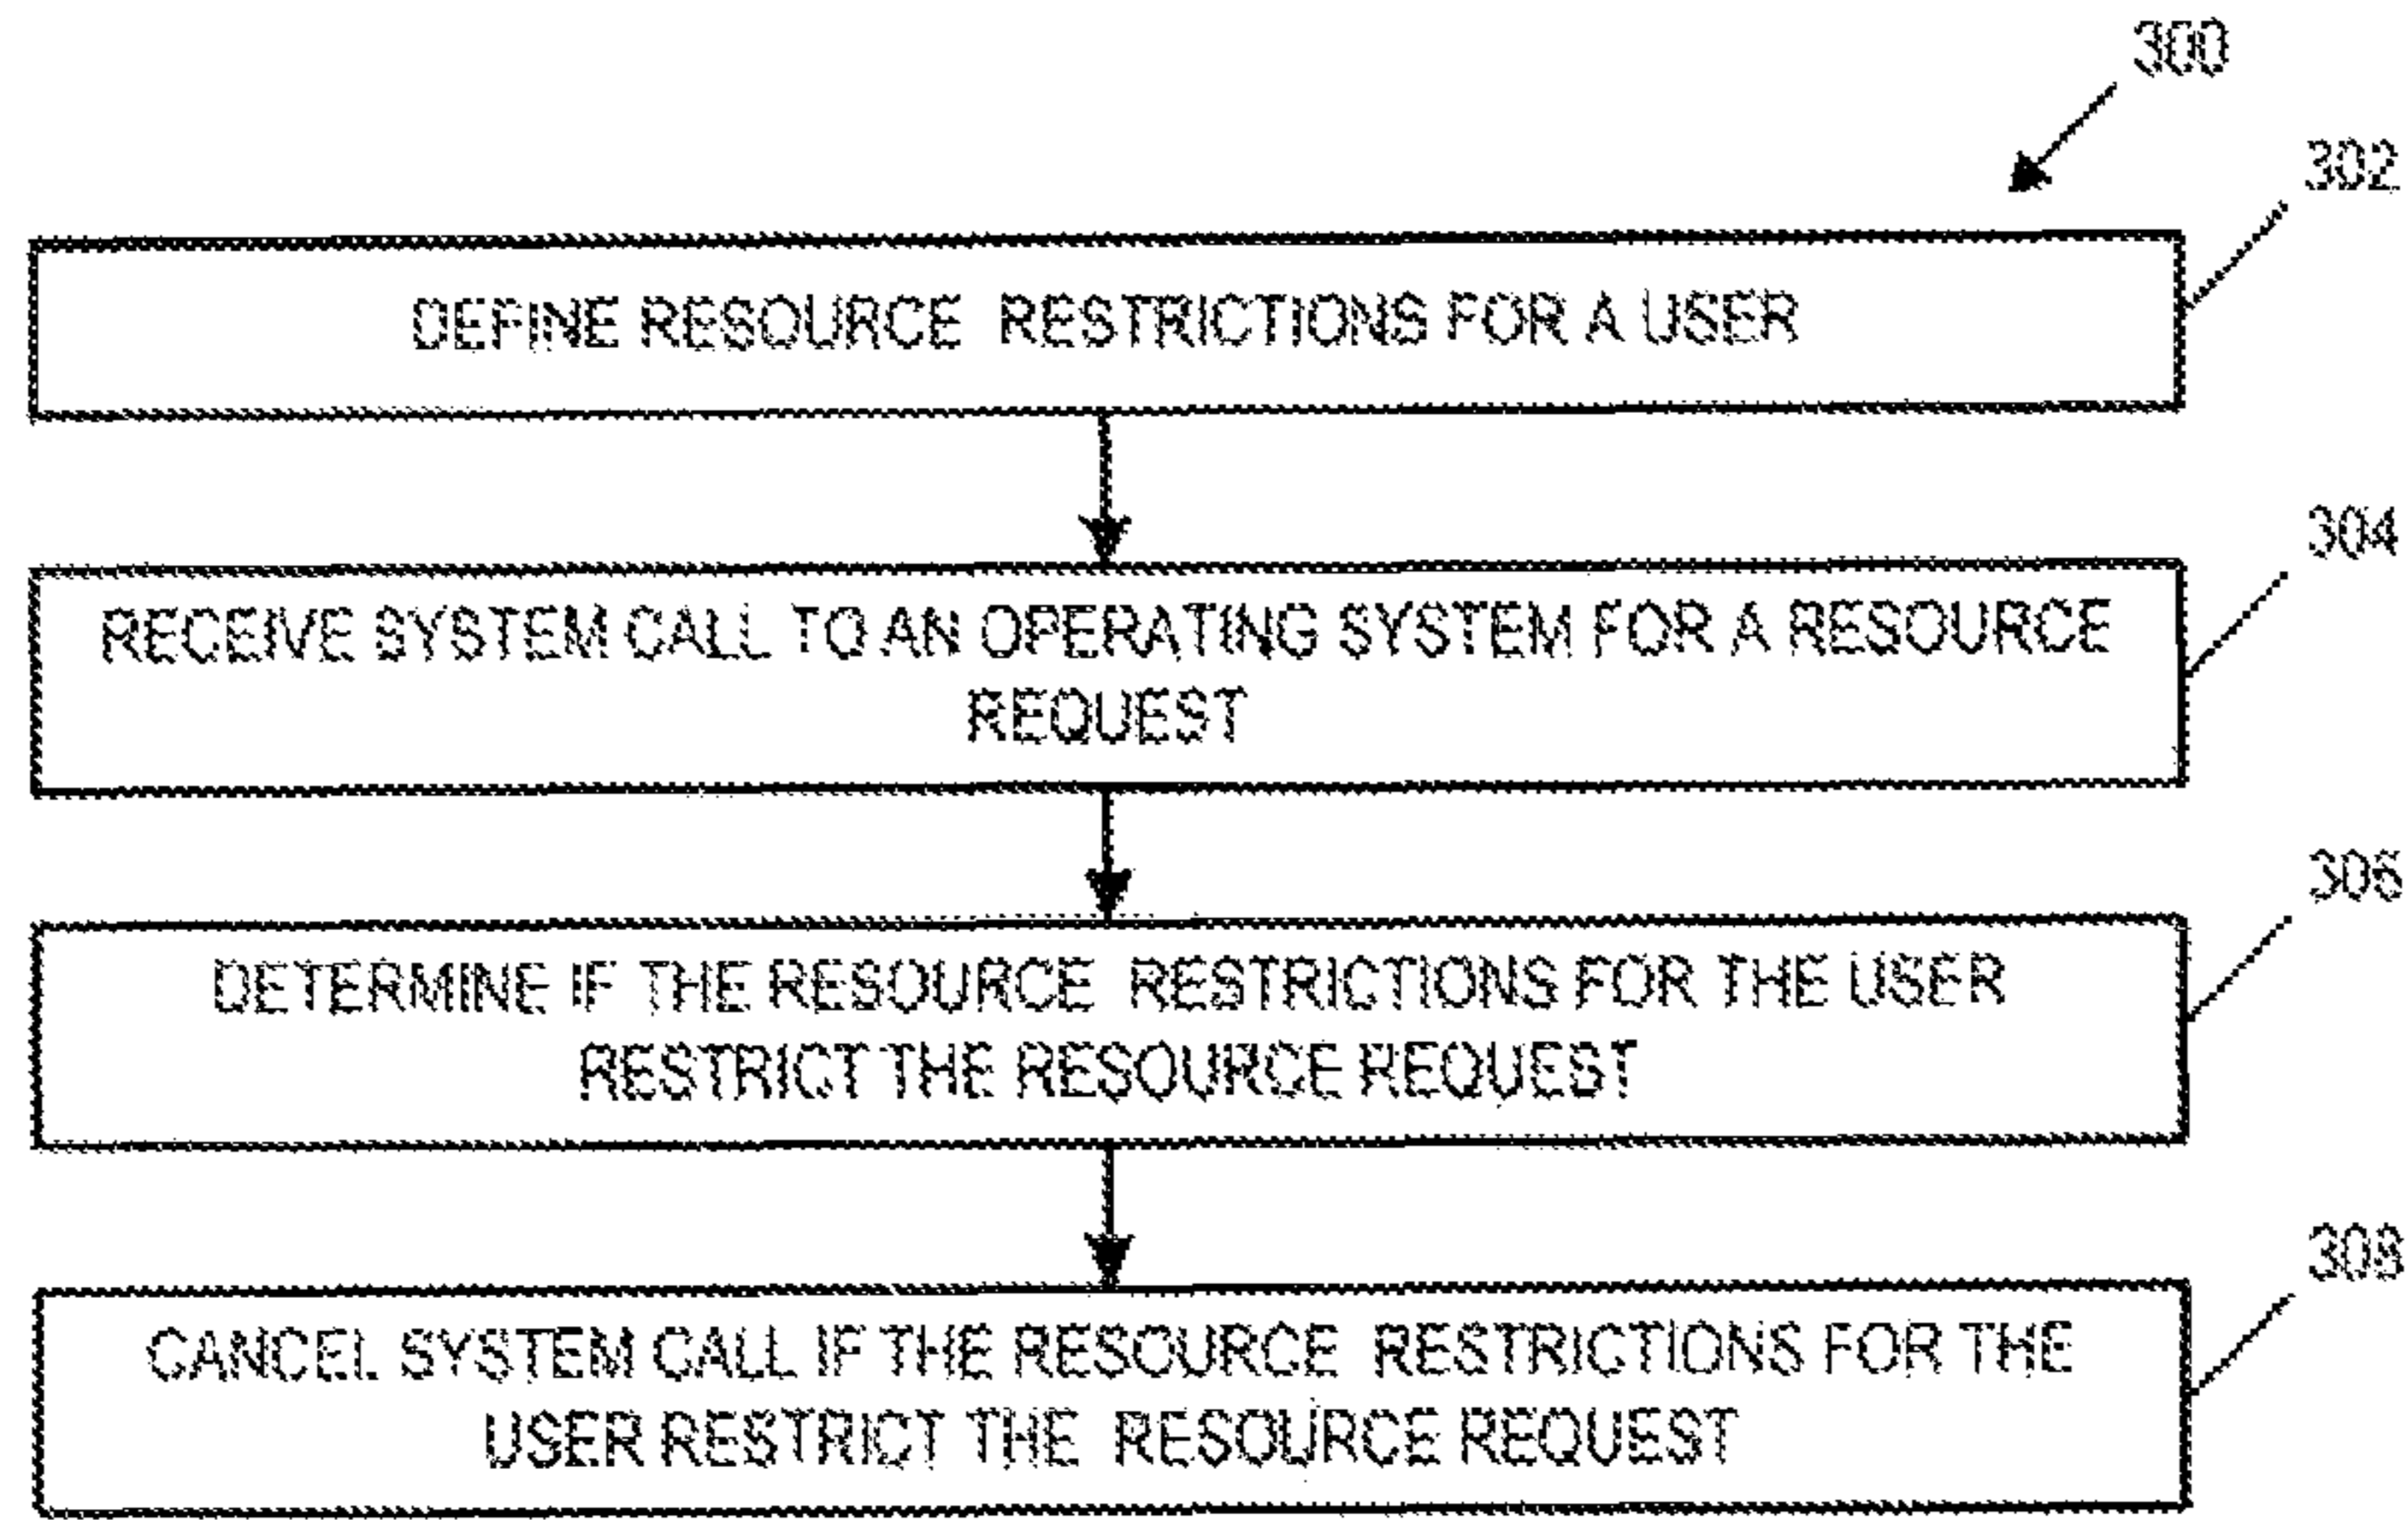 300
302
DEFINE RESOURCE RESTRICTIONS FOR A USER
304
RECEIVE SYSTEM CALL TO AN OPERATING SYSTEM FOR A RESOURCE
REQUEST
306
DETERMINE IF THE RESOURCE RESTRICTIONS FOR THE USER
RESTRICT THE RESOURCE REQUEST
308
CANCEL SYSTEM CALL IF THE RESOURCE RESTRICTIONS FOR THE
USER RESTRICT THE RESOURCE REQUEST